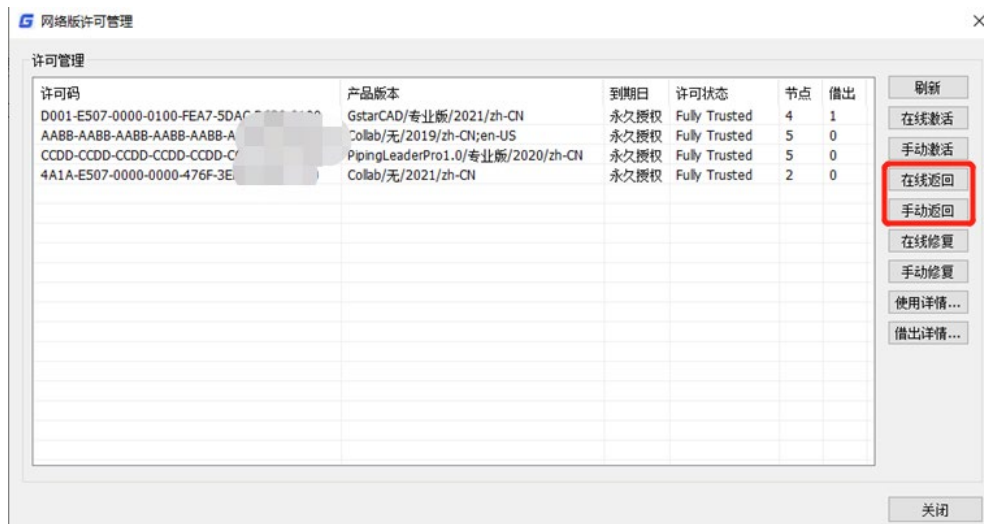 网络版许可管理
许可管理
许可码 产品版本 到期日 许可状态 节点 借出
D001-E507-0000-0100-FEA7-5DAC GstarCAD/专业版/2021/zh-CN 永久授权 Fully Trusted 4 1
AABB-AABB-AABB-AABB-AABB-A Collab/无/2019/zh-CN;en-US 永久授权 Fully Trusted 5 0
CCDD-CCDD-CCDD-CCDD-CCDD-C PipingLeaderPro1.0/专业版/2020/zh-CN 永久授权 Fully Trusted 5 0
4A1A-E507-0000-0000-476F-3E Collab/无/2021/zh-CN 永久授权 Fully Trusted 2 0
刷新
在线激活
手动激活
在线返回
手动返回
在线修复
手动修复
使用详情...
借出详情...
关闭